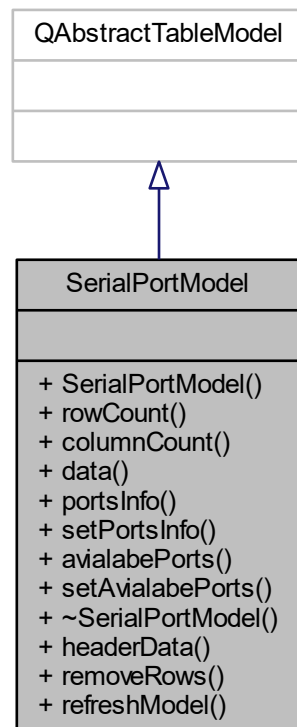 QAbstractTableModel
SerialPortModel
+ SerialPortModel()
+ rowCount()
+ columnCount()
+ data()
+ portsInfo()
+ setPortsInfo()
+ avialabePorts()
+ setAvialabePorts()
+ ~SerialPortModel()
+ headerData()
+ removeRows()
+ refreshModel()